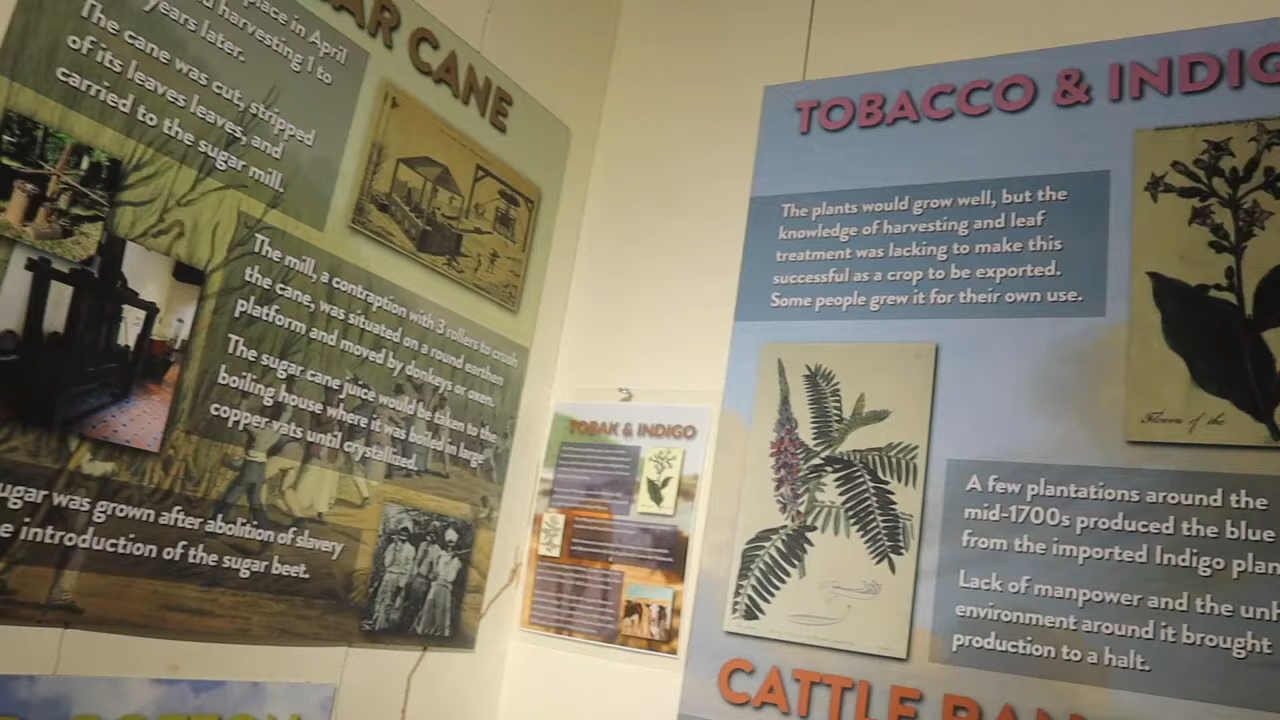 AR CANE
place in April
harvesting 1 to
years later.
The cane was cut, stripped
of its leaves leaves, and
carried to the sugar mill.
The mill, a contraption with 3 rollers to crush
the cane, was situated on a round earthen
platform and moved by donkeys or oxen.
The sugar cane juice would be taken to the
boiling house where it was boiled in large
copper vats until crystallized.
ugar was grown after abolition of slavery
e introduction of the sugar beet.
COTTON
TOBAK & INDIGO
TOBACCO & INDIG
The plants would grow well, but the
knowledge of harvesting and leaf
treatment was lacking to make this
successful as a crop to be exported.
Some people grew it for their own use.
Flowers of the
A few plantations around the
mid-1700s produced the blue
from the imported Indigo plan
Lack of manpower and the unh
environment around it brought
production to a halt.
CATTLE RAN